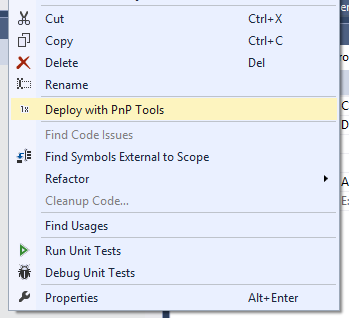 Cut Ctrl+X
Copy Ctrl+C
Delete Del
Rename
1x Deploy with PnP Tools
Find Code Issues
Find Symbols External to Scope
Refactor
Cleanup Code...
Find Usages
Run Unit Tests
Debug Unit Tests
Properties Alt+Enter